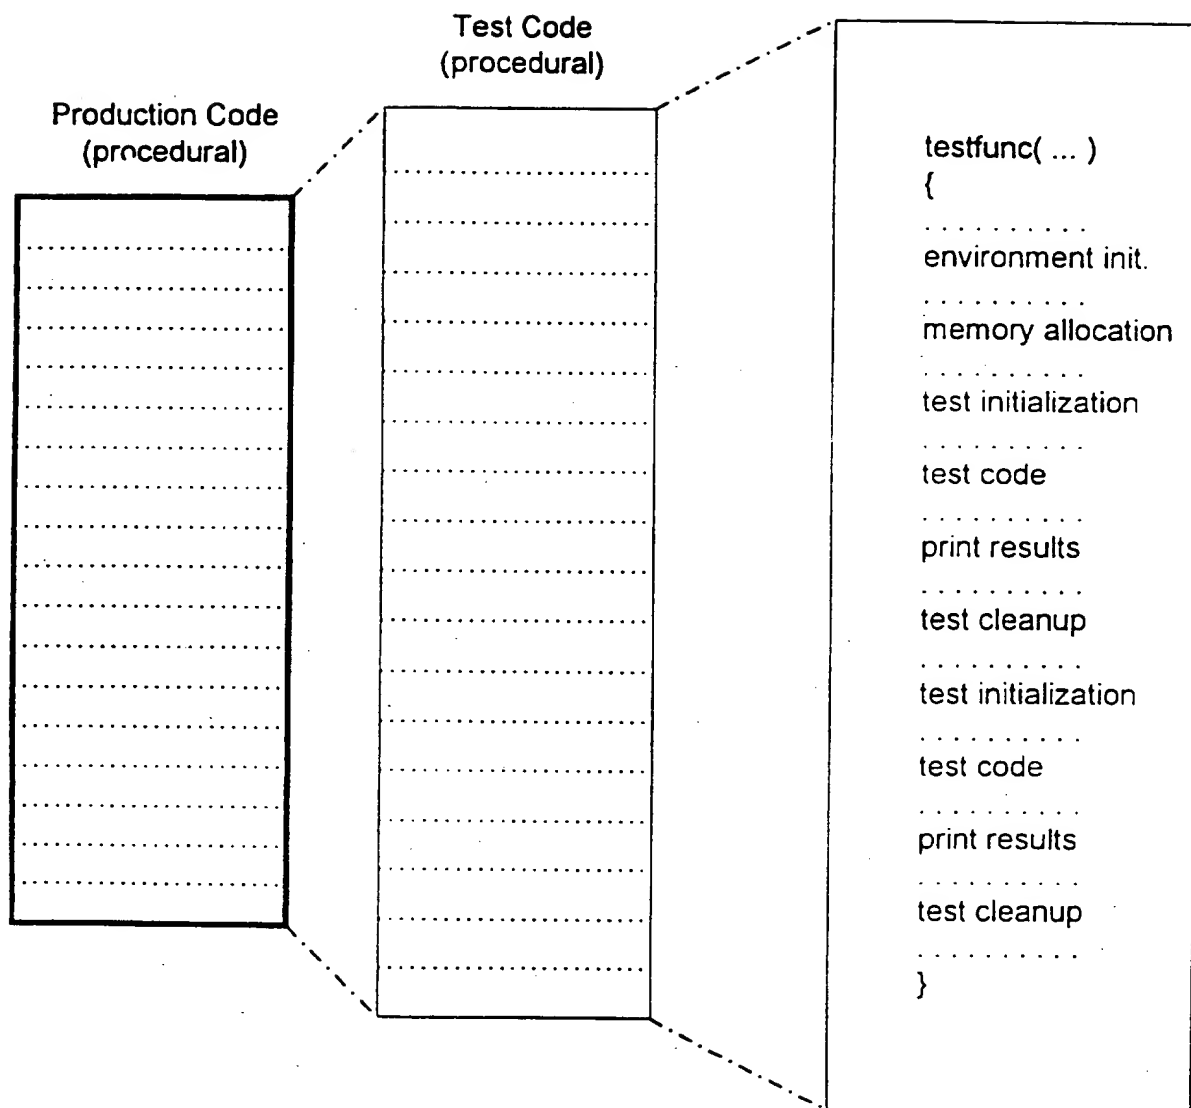 Test Code
(procedural)
Production Code
(procedural)
testfunc( ... )
{
. . . . . . . . . .
environment init.
. . . . . . . . . .
memory allocation
. . . . . . . . . .
test initialization
. . . . . . . . . .
test code
. . . . . . . . . .
print results
. . . . . . . . . .
test cleanup
. . . . . . . . . .
test initialization
. . . . . . . . . .
test code
. . . . . . . . . .
print results
. . . . . . . . . .
test cleanup
. . . . . . . . . .
}